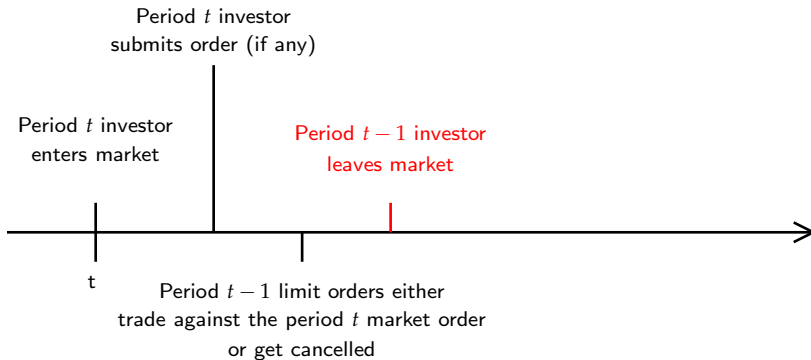 Period t investor
submits order (if any)
Period t investor
enters market
Period t − 1 investor
leaves market
t
Period t − 1 limit orders either
trade against the period t market order
or get cancelled